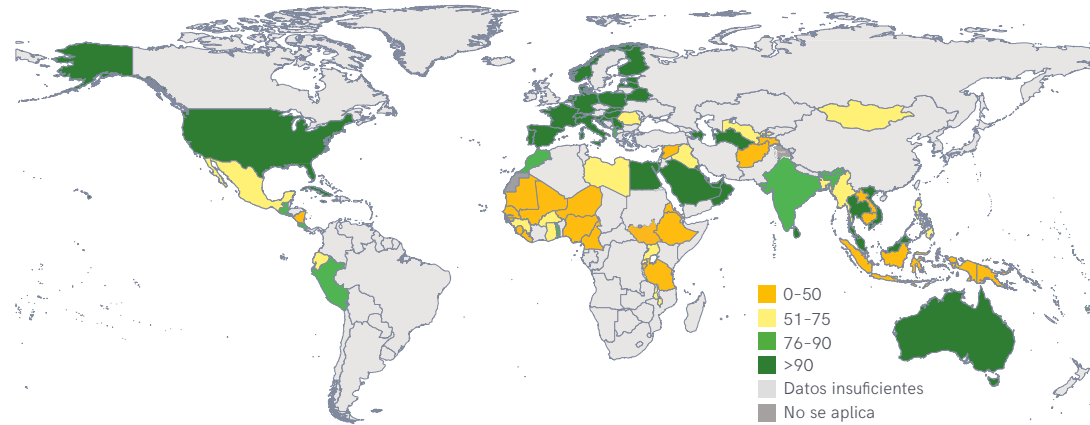 0–50
51–75
76–90
>90
Datos insuficientes
No se aplica